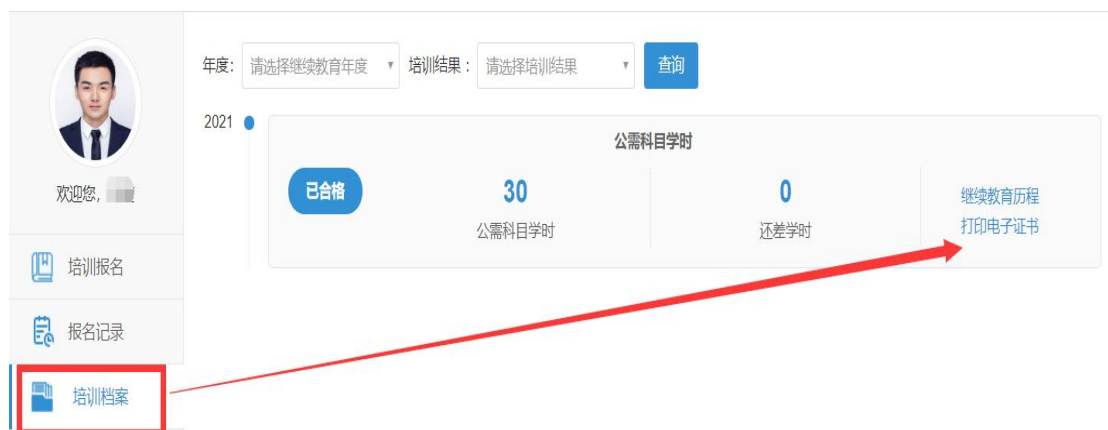 年度： 请选择继续教育年度 培训结果： 请选择培训结果 查询
2021
公需科目学时
已合格
30
公需科目学时
0
还差学时
继续教育历程
打印电子证书
欢迎您，
培训报名
报名记录
培训档案